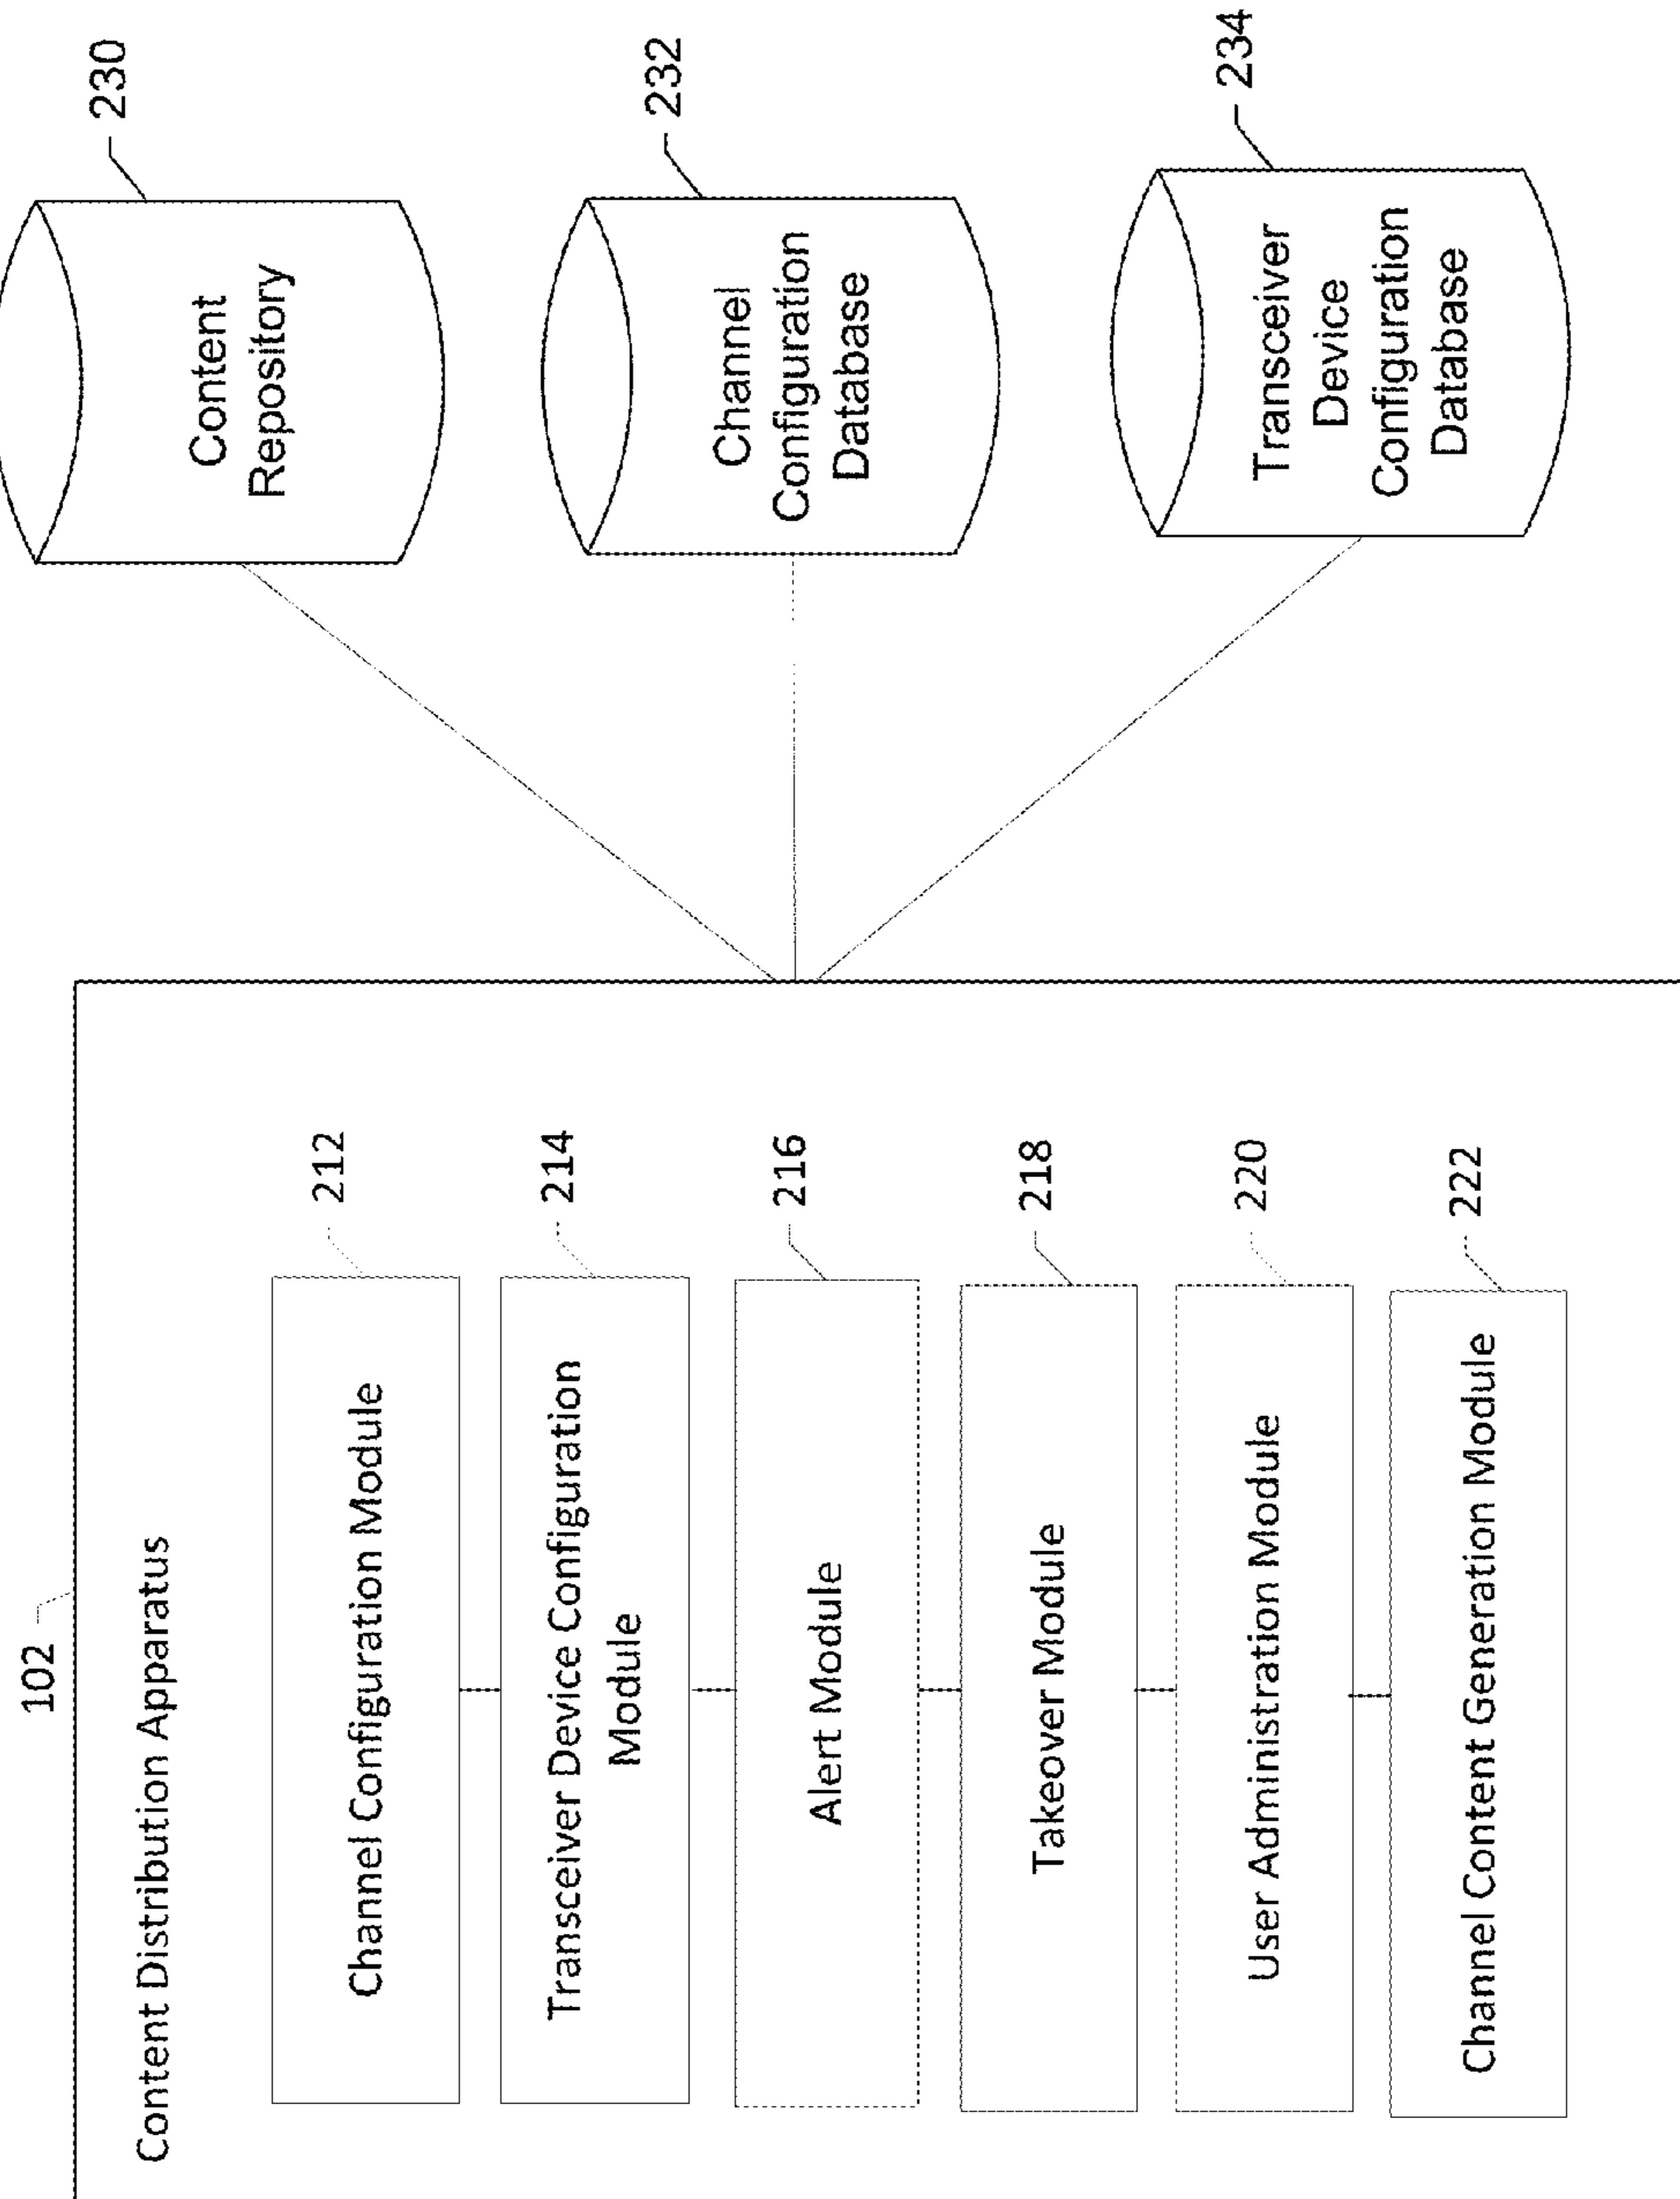 102
Content Distribution Apparatus
Channel Configuration Module
212
Transceiver Device Configuration
Module
214
Alert Module
216
Takeover Module
218
User Administration Module
220
Channel Content Generation Module
222
Content
Repository
230
Channel
Configuration
Database
232
Transceiver
Device
Configuration
Database
234